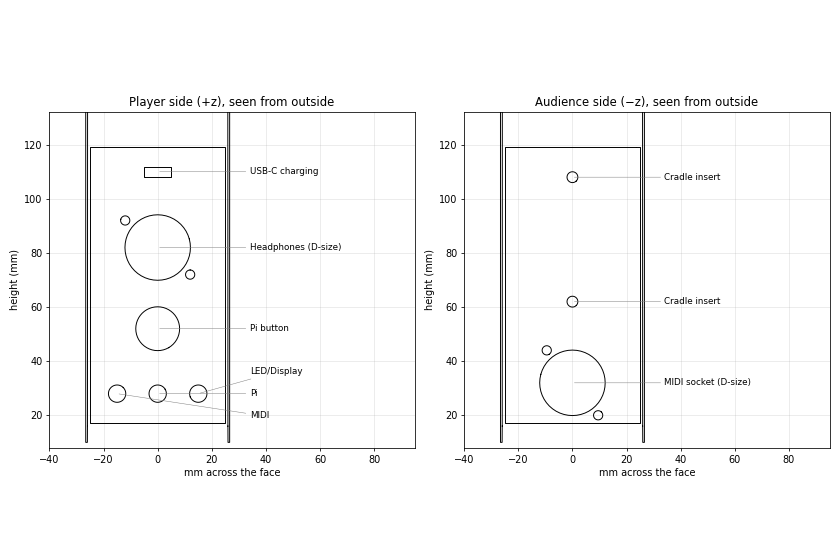 Player side (+z), seen from outside
120
100
80
60
40
20
height (mm)
−40
−20
0
20
40
60
80
mm across the face
USB-C charging
Headphones (D-size)
Pi button
LED/Display
Pi
MIDI
Audience side (−z), seen from outside
120
100
80
60
40
20
height (mm)
−40
−20
0
20
40
60
80
mm across the face
Cradle insert
Cradle insert
MIDI socket (D-size)